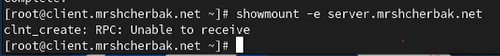 [root@client.mrshcherbak.net ~]# showmount -e server.mrshcherbak.net
clnt_create: RPC: Unable to receive
[root@client.mrshcherbak.net ~]#